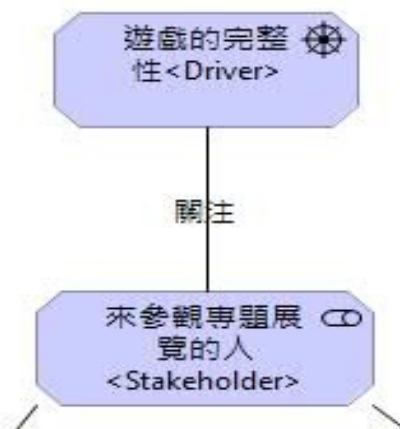 遊戲的完整
性<Driver>
關注
來參觀專題展
覽的人
<Stakeholder>